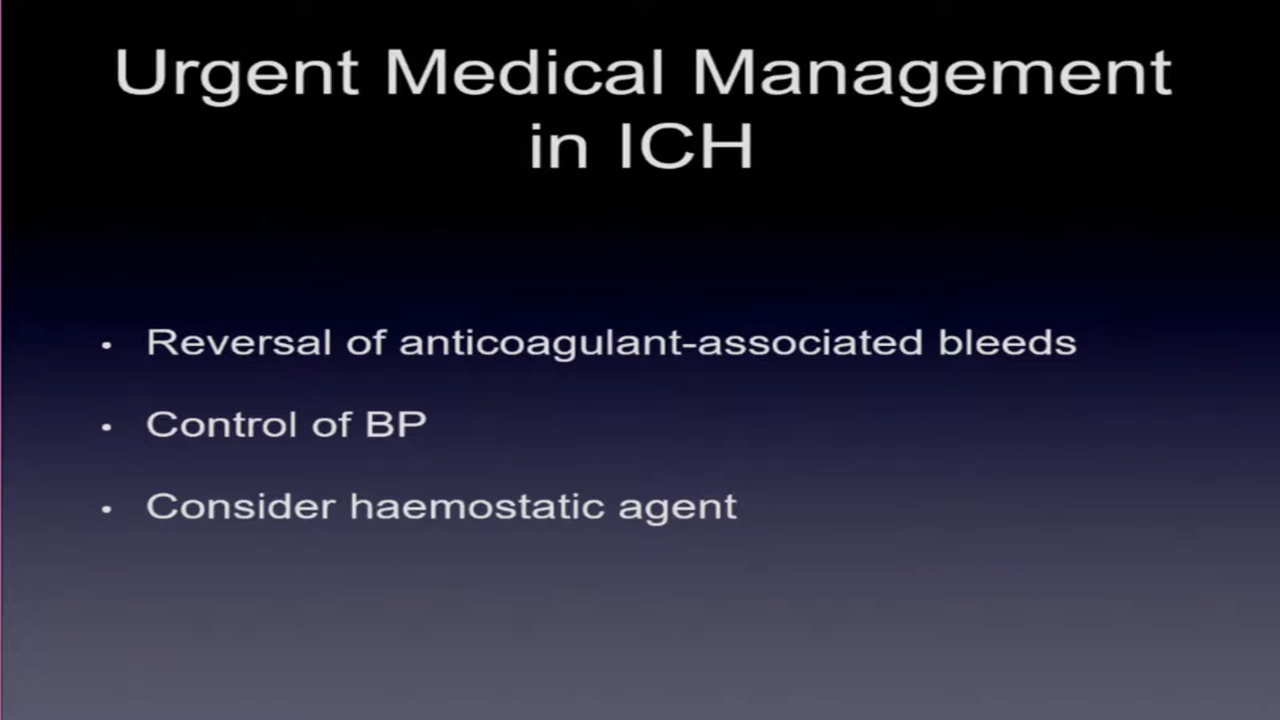 Urgent Medical Management
in ICH
• Reversal of anticoagulant-associated bleeds
• Control of BP
• Consider haemostatic agent